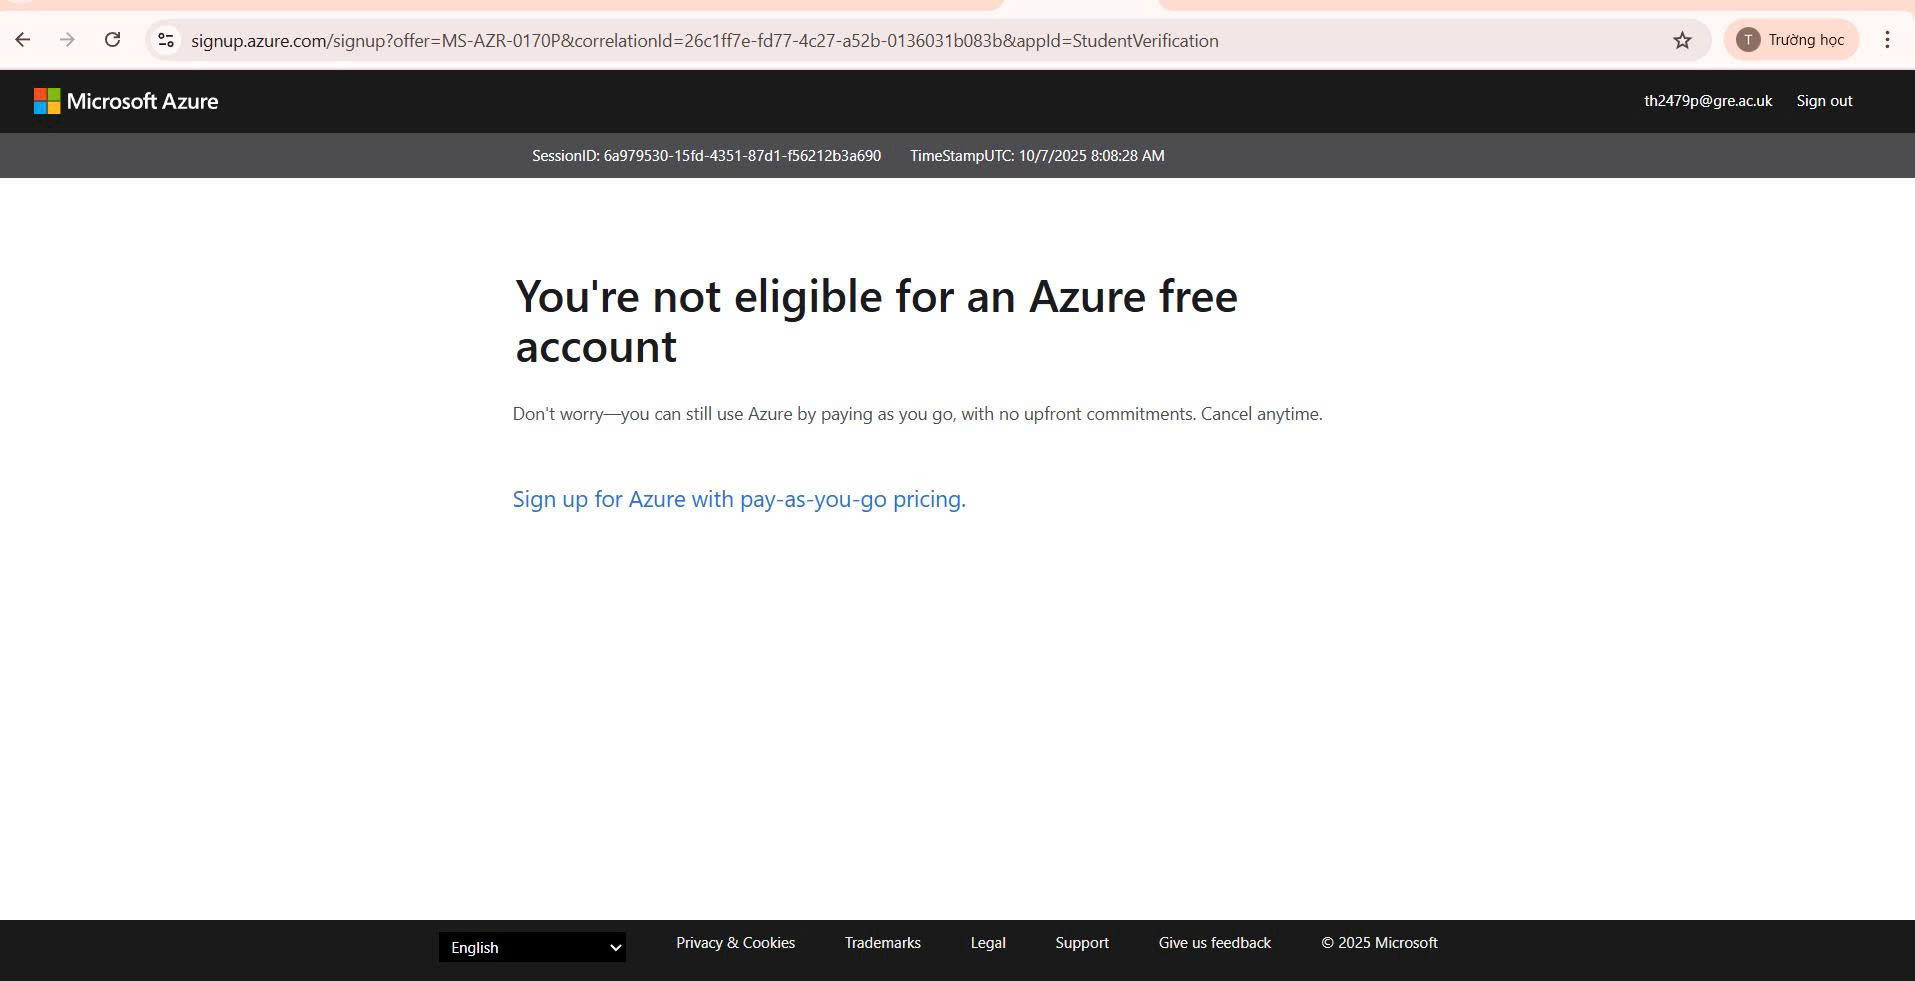 signup.azure.com/signup?offer=MS-AZR-0170P&correlationId=26c1ff7e-fd77-4c27-a52b-0136031b083b&appId=StudentVerification
T Trường học
Microsoft Azure
th2479p@gre.ac.uk Sign out
SessionID: 6a979530-15fd-4351-87d1-f56212b3a690 TimeStampUTC: 10/7/2025 8:08:28 AM
You're not eligible for an Azure free
account
Don't worry—you can still use Azure by paying as you go, with no upfront commitments. Cancel anytime.
Sign up for Azure with pay-as-you-go pricing.
English Privacy & Cookies Trademarks Legal Support Give us feedback © 2025 Microsoft